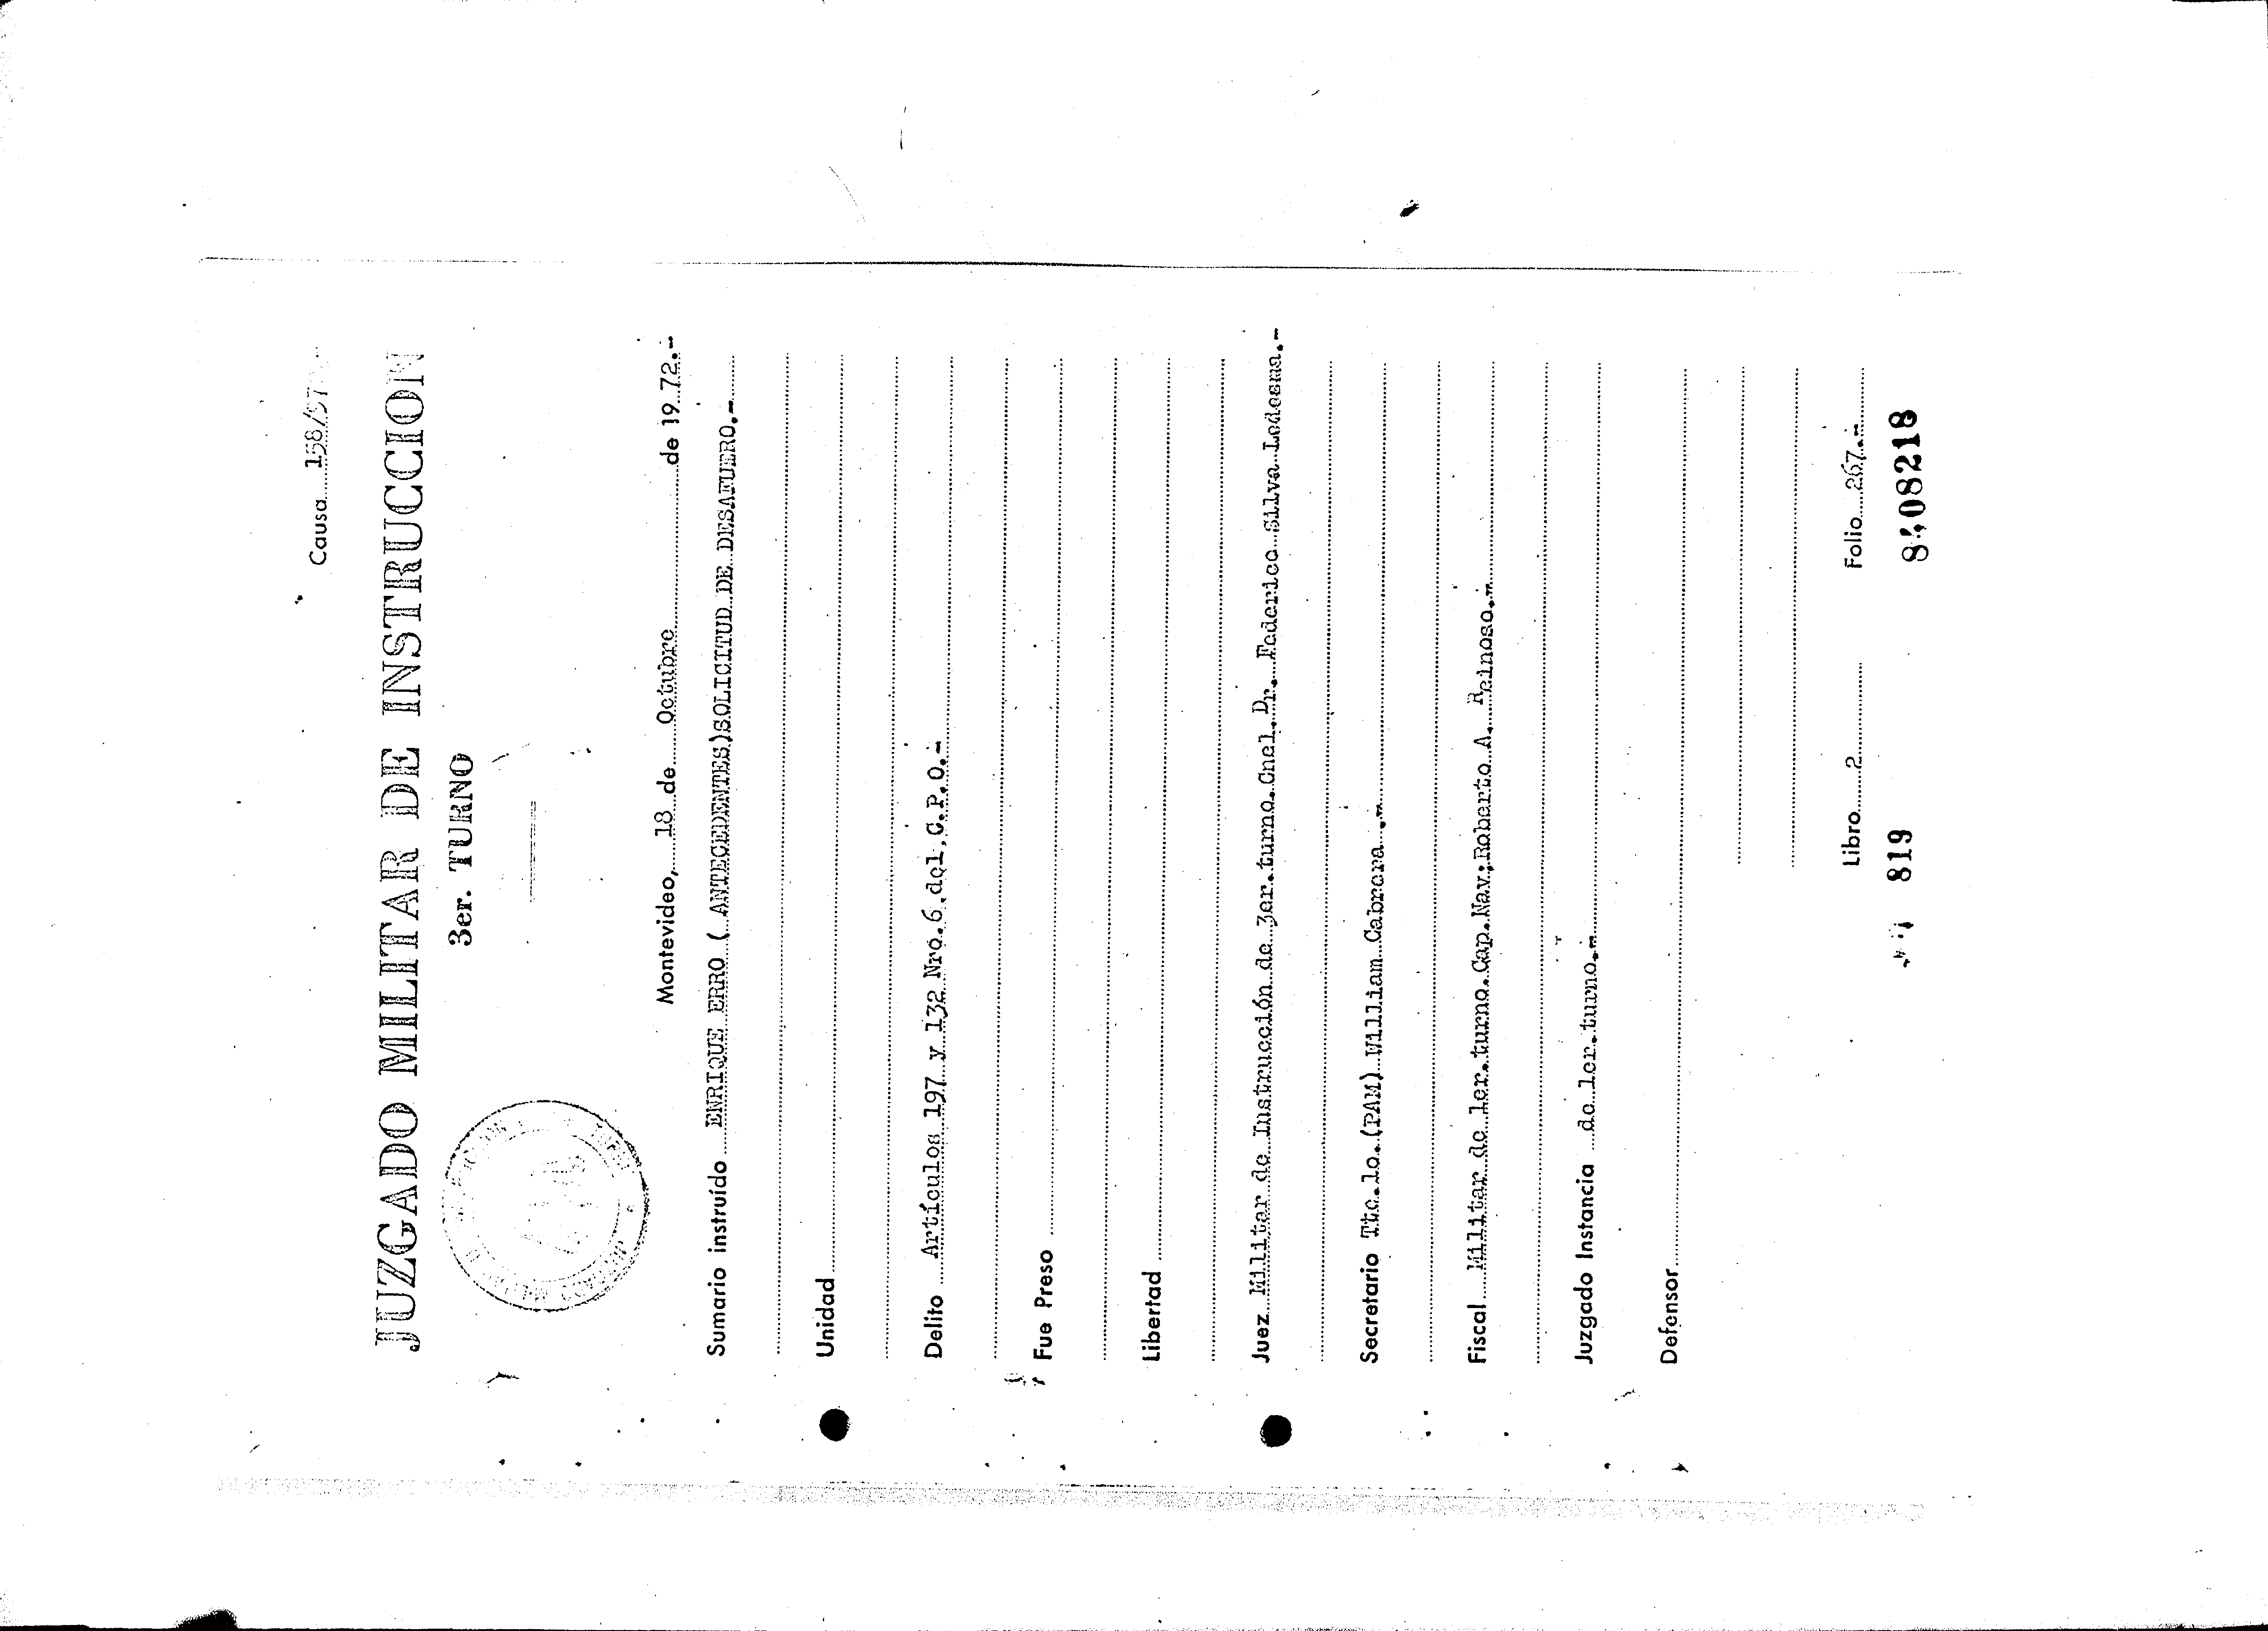 Causa 158/97
JUZGADO MILITAR DE INSTRUCCION
3er. TURNO
Montevideo, 18 de Octubre de 19 72.-
Sumario instruído ENRIQUE ERRO ( ANTECEDENTES)SOLICITUD DE DESAFUERO.-
Unidad
Delito Artículos 197 y 132 Nro.6 del C.P.O.-
Fue Preso
Libertad
Juez Militar de Instrucción de 3er.turno.Cnel.Dr. Federico Silva Ledesma.-
Secretario Tte.1o.(PAM) William Cabrera .-
Fiscal Militar de 1er.turno.Cap.Nav.;Roberto A. Reinoso.-
Juzgado Instancia de 1er.turno.-
Defensor
Libro 2 Folio 267.-
819 8408218